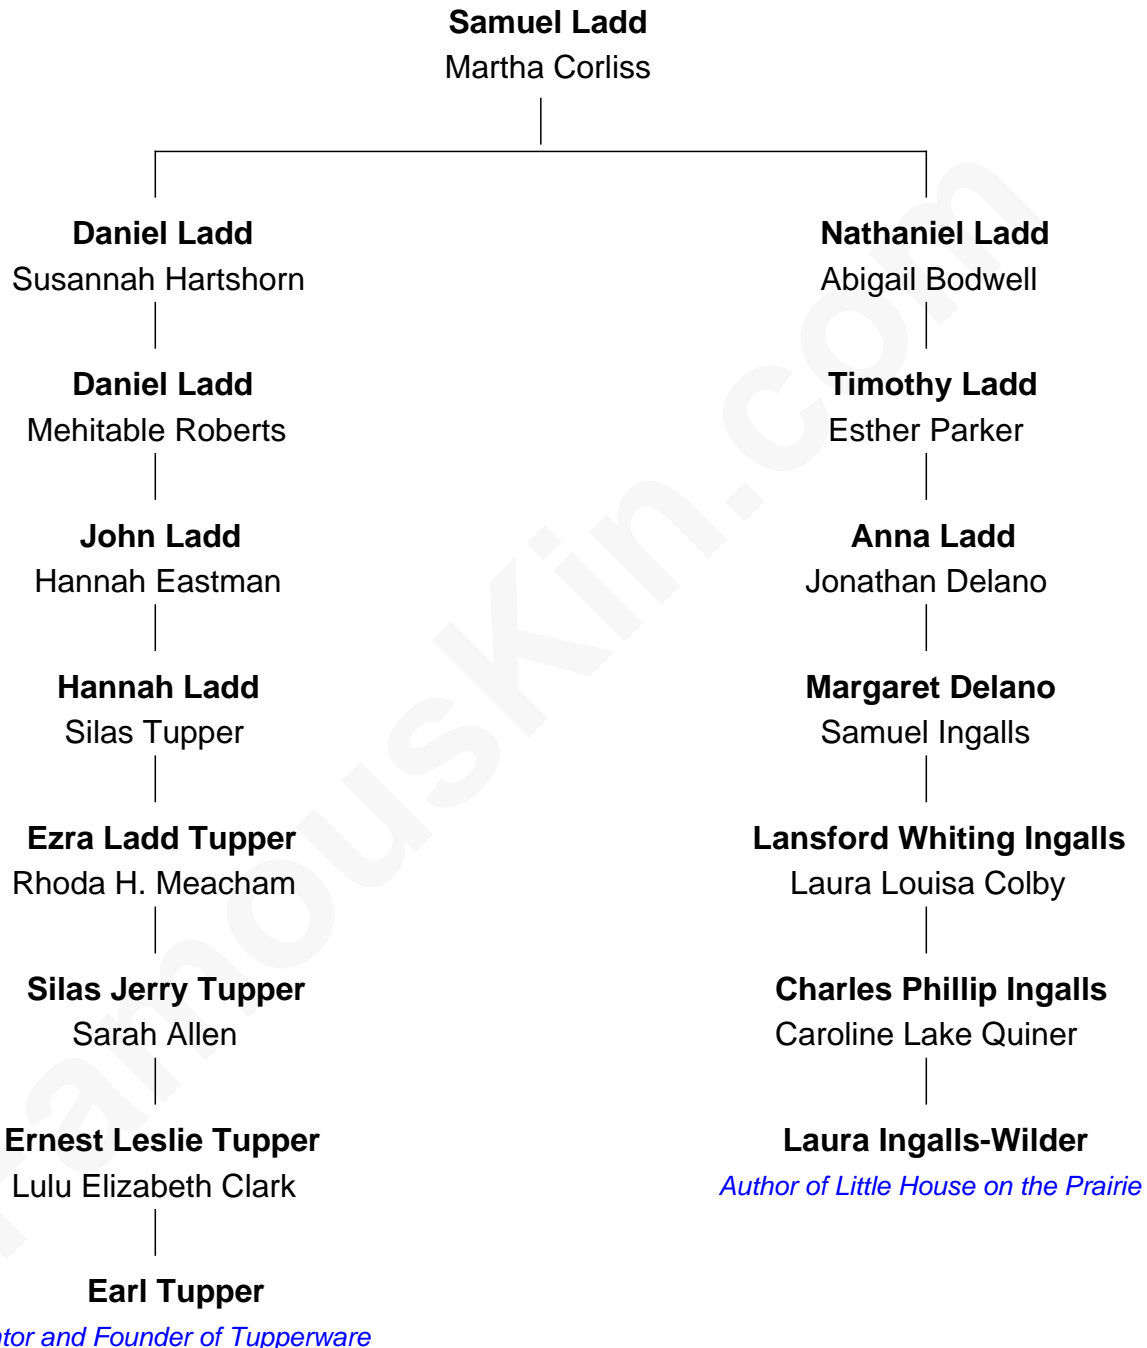 Samuel Ladd
Martha Corliss
Daniel Ladd
Susannah Hartshorn
Nathaniel Ladd
Abigail Bodwell
Daniel Ladd
Mehitable Roberts
Timothy Ladd
Esther Parker
John Ladd
Hannah Eastman
Anna Ladd
Jonathan Delano
Hannah Ladd
Silas Tupper
Margaret Delano
Samuel Ingalls
Ezra Ladd Tupper
Rhoda H. Meacham
Lansford Whiting Ingalls
Laura Louisa Colby
Silas Jerry Tupper
Sarah Allen
Charles Phillip Ingalls
Caroline Lake Quiner
Ernest Leslie Tupper
Lulu Elizabeth Clark
Laura Ingalls-Wilder
Author of Little House on the Prairie
Earl Tupper
and Founder of Tupperware
FamousKin.com